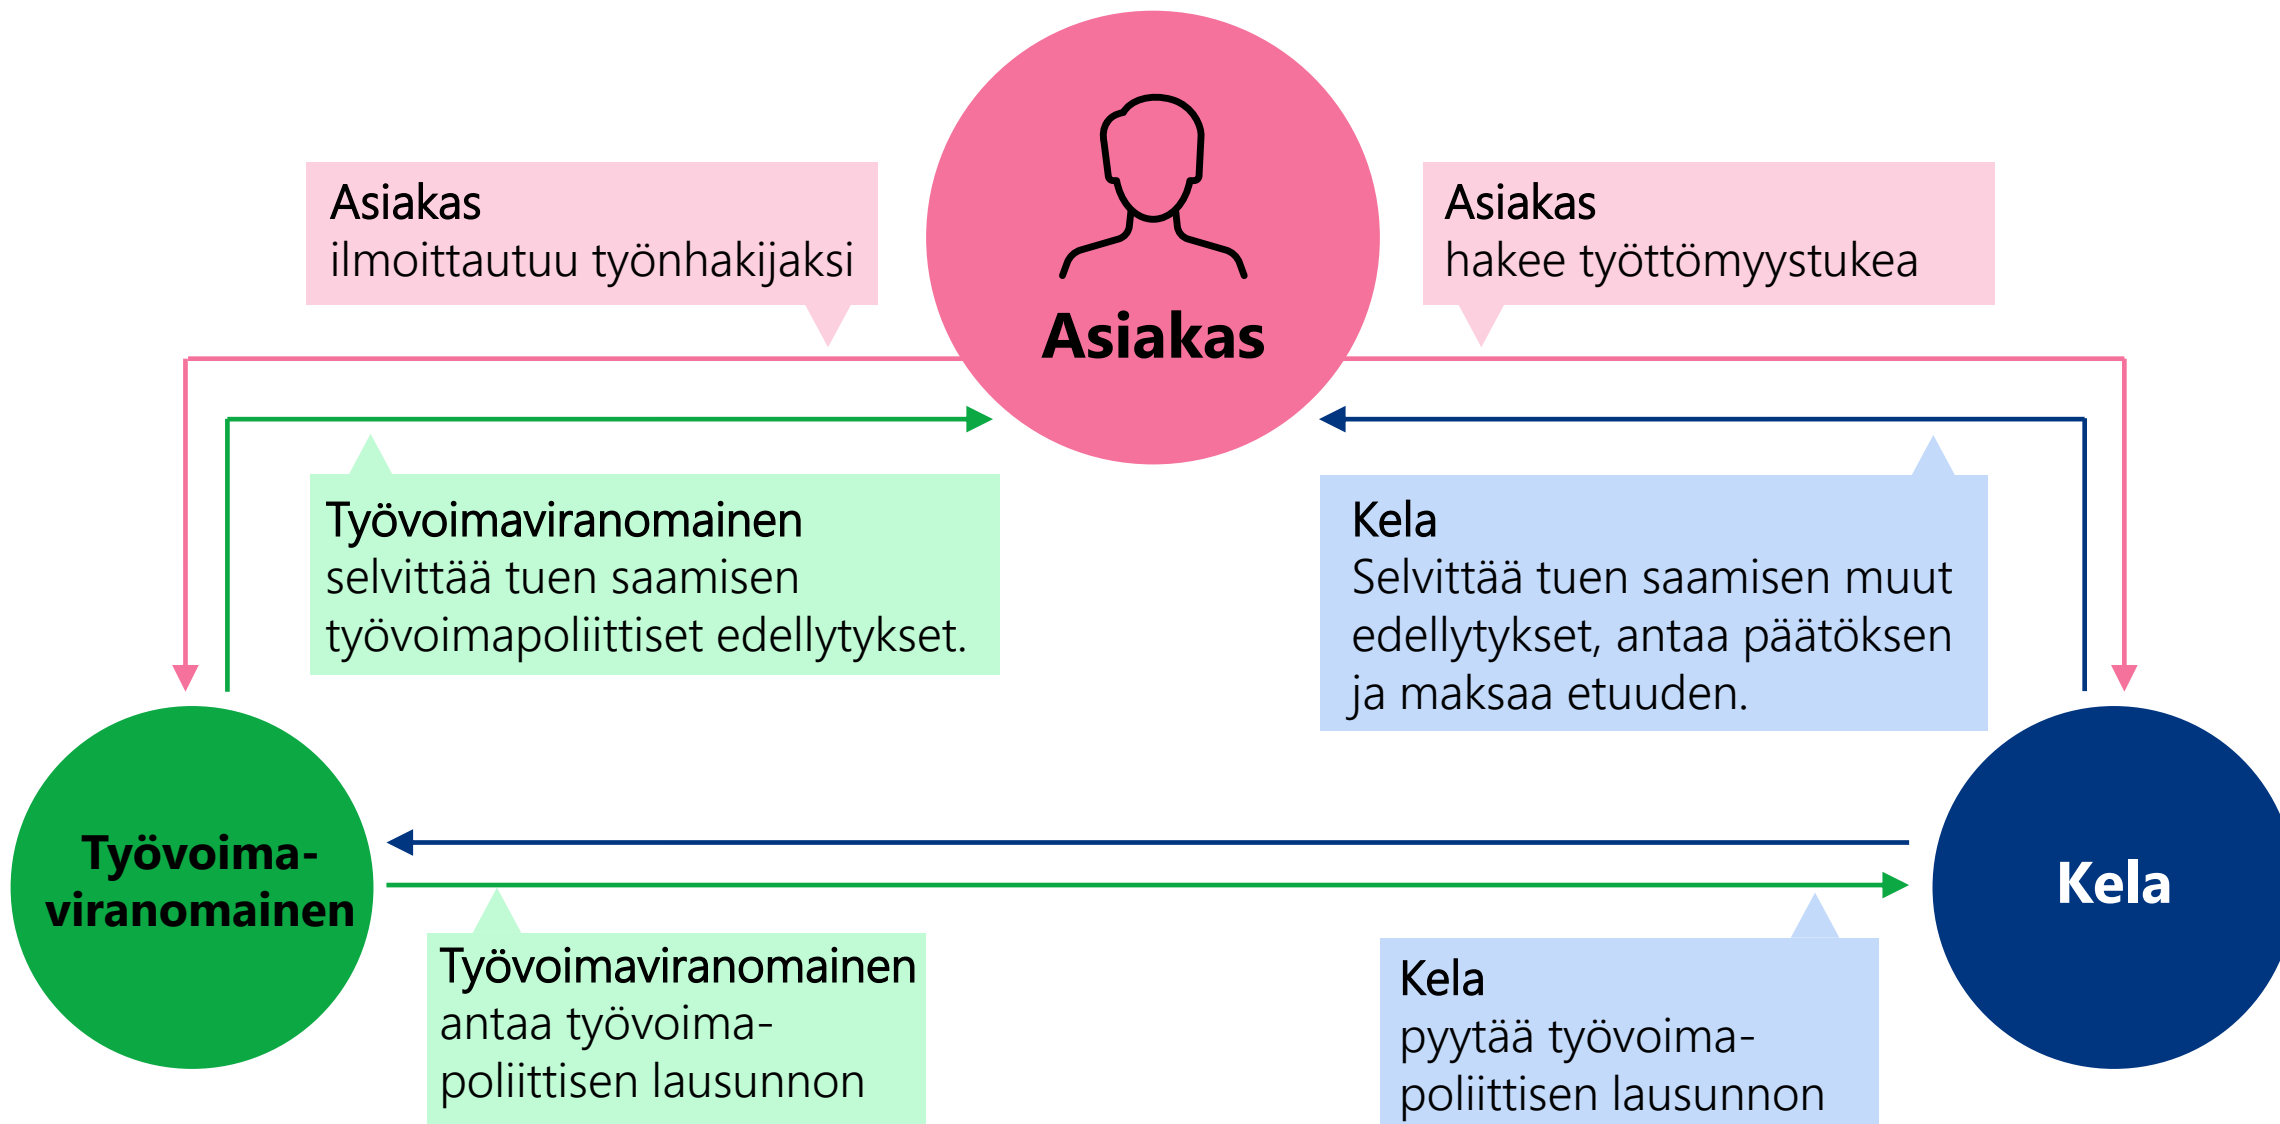 Asiakas
ilmoittautuu työnhakijaksi
Asiakas
Asiakas
hakee työttömyystukea
Työvoimaviranomainen
selvittää tuen saamisen
työvoimapoliittiset edellytykset.
Kela
Selvittää tuen saamisen muut
edellytykset, antaa päätöksen
ja maksaa etuuden.
Työvoima-
viranomainen
Kela
Työvoimaviranomainen
antaa työvoima-
poliittisen lausunnon
Kela
pyytää työvoima-
poliittisen lausunnon